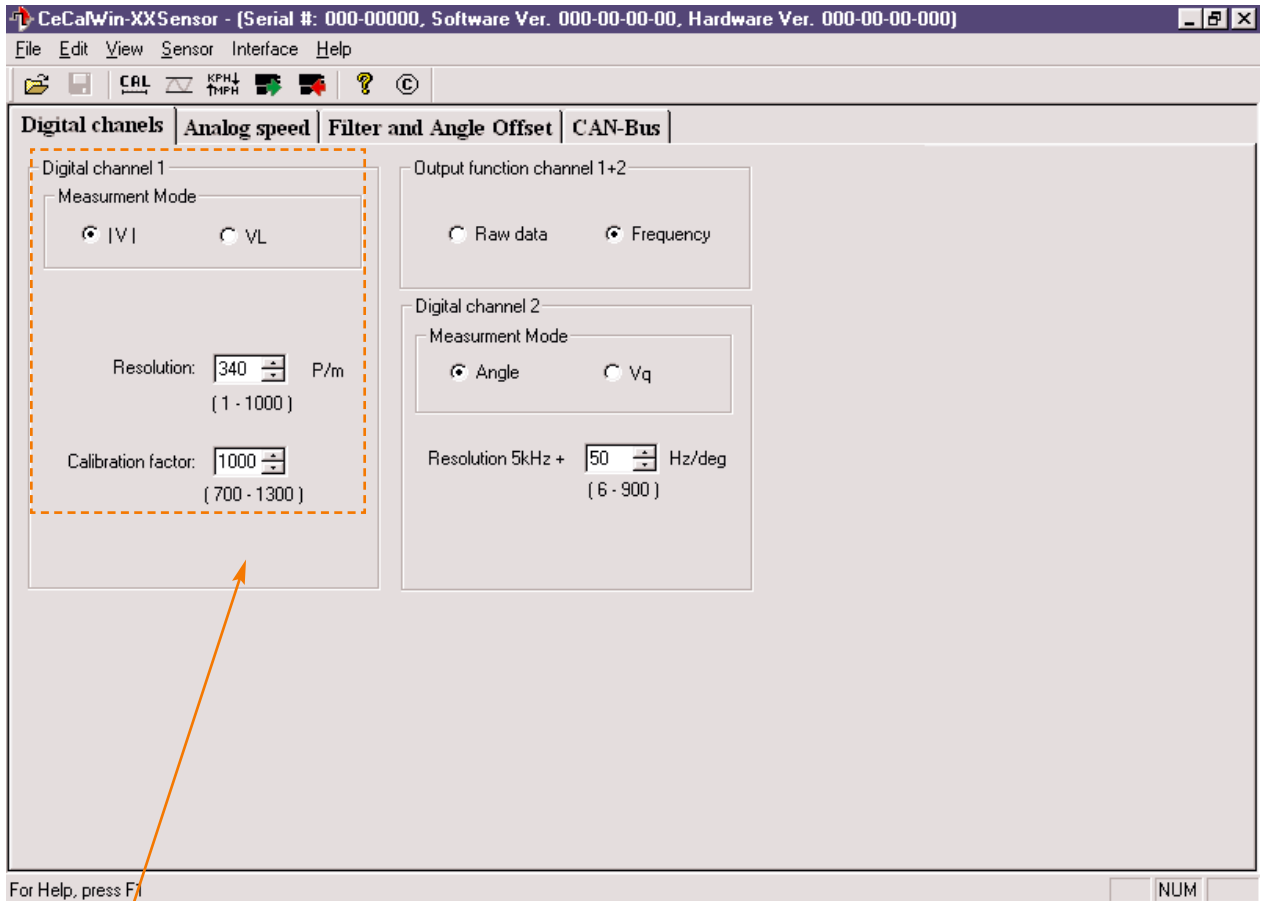 CeCalWin-XXSensor - (Serial #: 000-00000, Software Ver. 000-00-00-00, Hardware Ver. 000-00-00-000)
File Edit View Sensor Interface Help
CAL KPH MPH ? ©
Digital chanels Analog speed Filter and Angle Offset CAN-Bus
Digital channel 1
Measurment Mode
|V| VL
Resolution: 340 P/m
(1 - 1000)
Calibration factor: 1000
(700 - 1300)
Output function channel 1+2
Raw data Frequency
Digital channel 2
Measurment Mode
Angle Vq
Resolution 5kHz + 50 Hz/deg
(6 - 900)
For Help, press F1
NUM